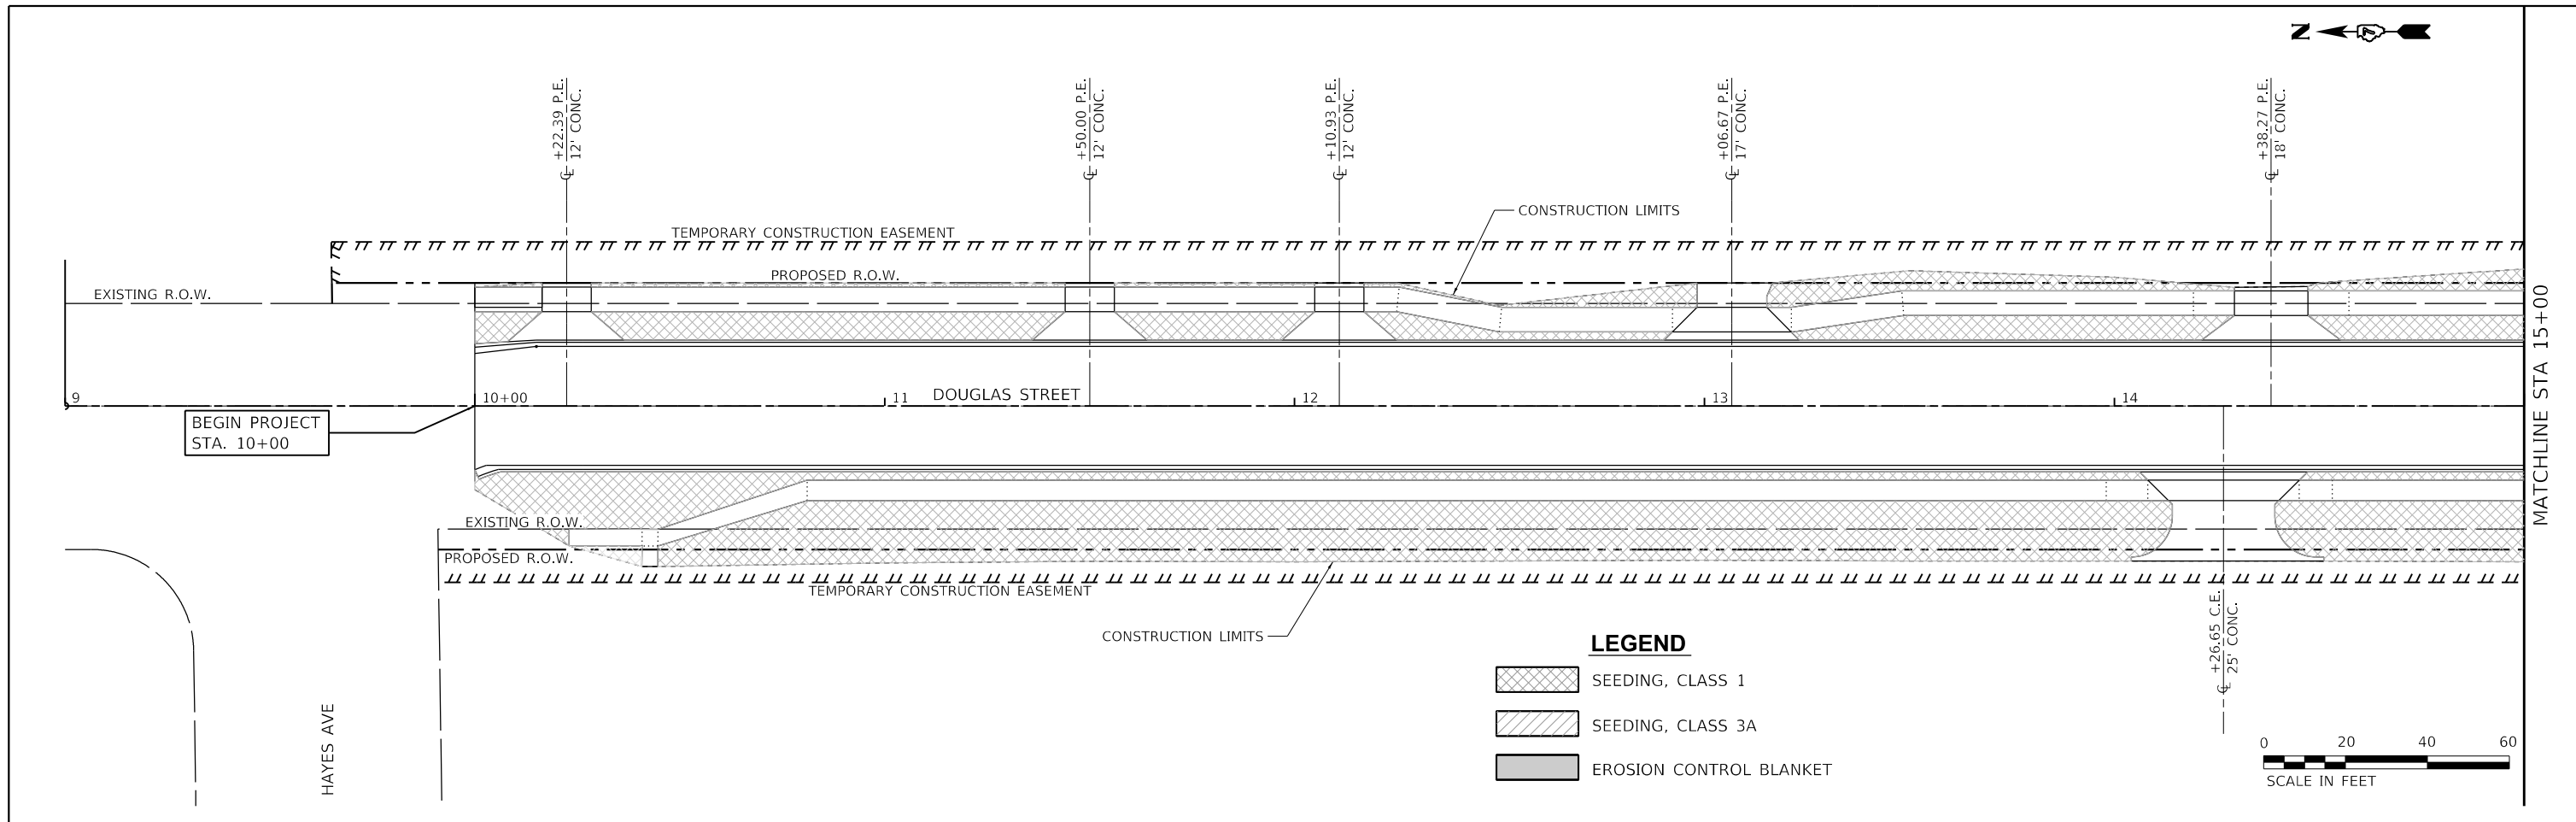 N
+22.39 P.E.
12' CONC.
℄
+50.00 P.E.
12' CONC.
℄
+10.93 P.E.
12' CONC.
℄
+06.67 P.E.
17' CONC.
℄
+38.27 P.E.
18' CONC.
℄
CONSTRUCTION LIMITS
TEMPORARY CONSTRUCTION EASEMENT
PROPOSED R.O.W.
EXISTING R.O.W.
MATCHLINE STA 15+00
9
10+00
11
DOUGLAS STREET
12
13
14
BEGIN PROJECT
STA. 10+00
EXISTING R.O.W.
PROPOSED R.O.W.
TEMPORARY CONSTRUCTION EASEMENT
CONSTRUCTION LIMITS
+26.65 C.E.
25' CONC.
℄
HAYES AVE
LEGEND
SEEDING, CLASS 1
SEEDING, CLASS 3A
EROSION CONTROL BLANKET
0 20 40 60
SCALE IN FEET